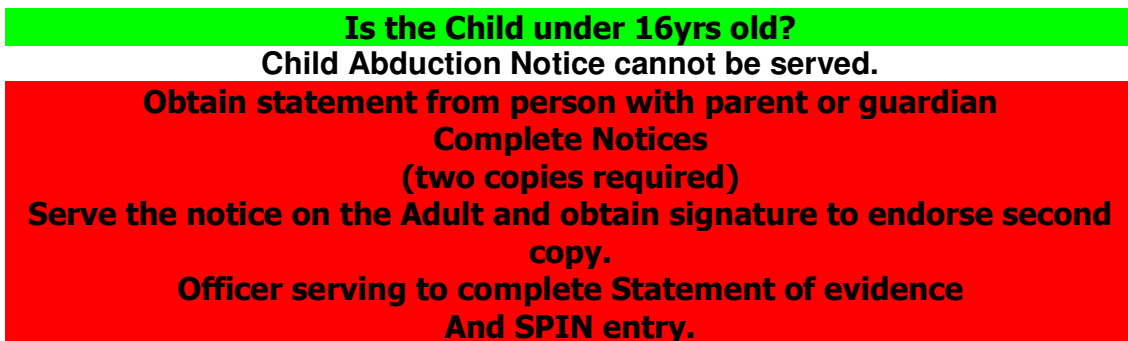 Is the Child under 16yrs old?
Child Abduction Notice cannot be served.
Obtain statement from person with parent or guardian
Complete Notices
(two copies required)
Serve the notice on the Adult and obtain signature to endorse second
copy.
Officer serving to complete Statement of evidence
And SPIN entry.